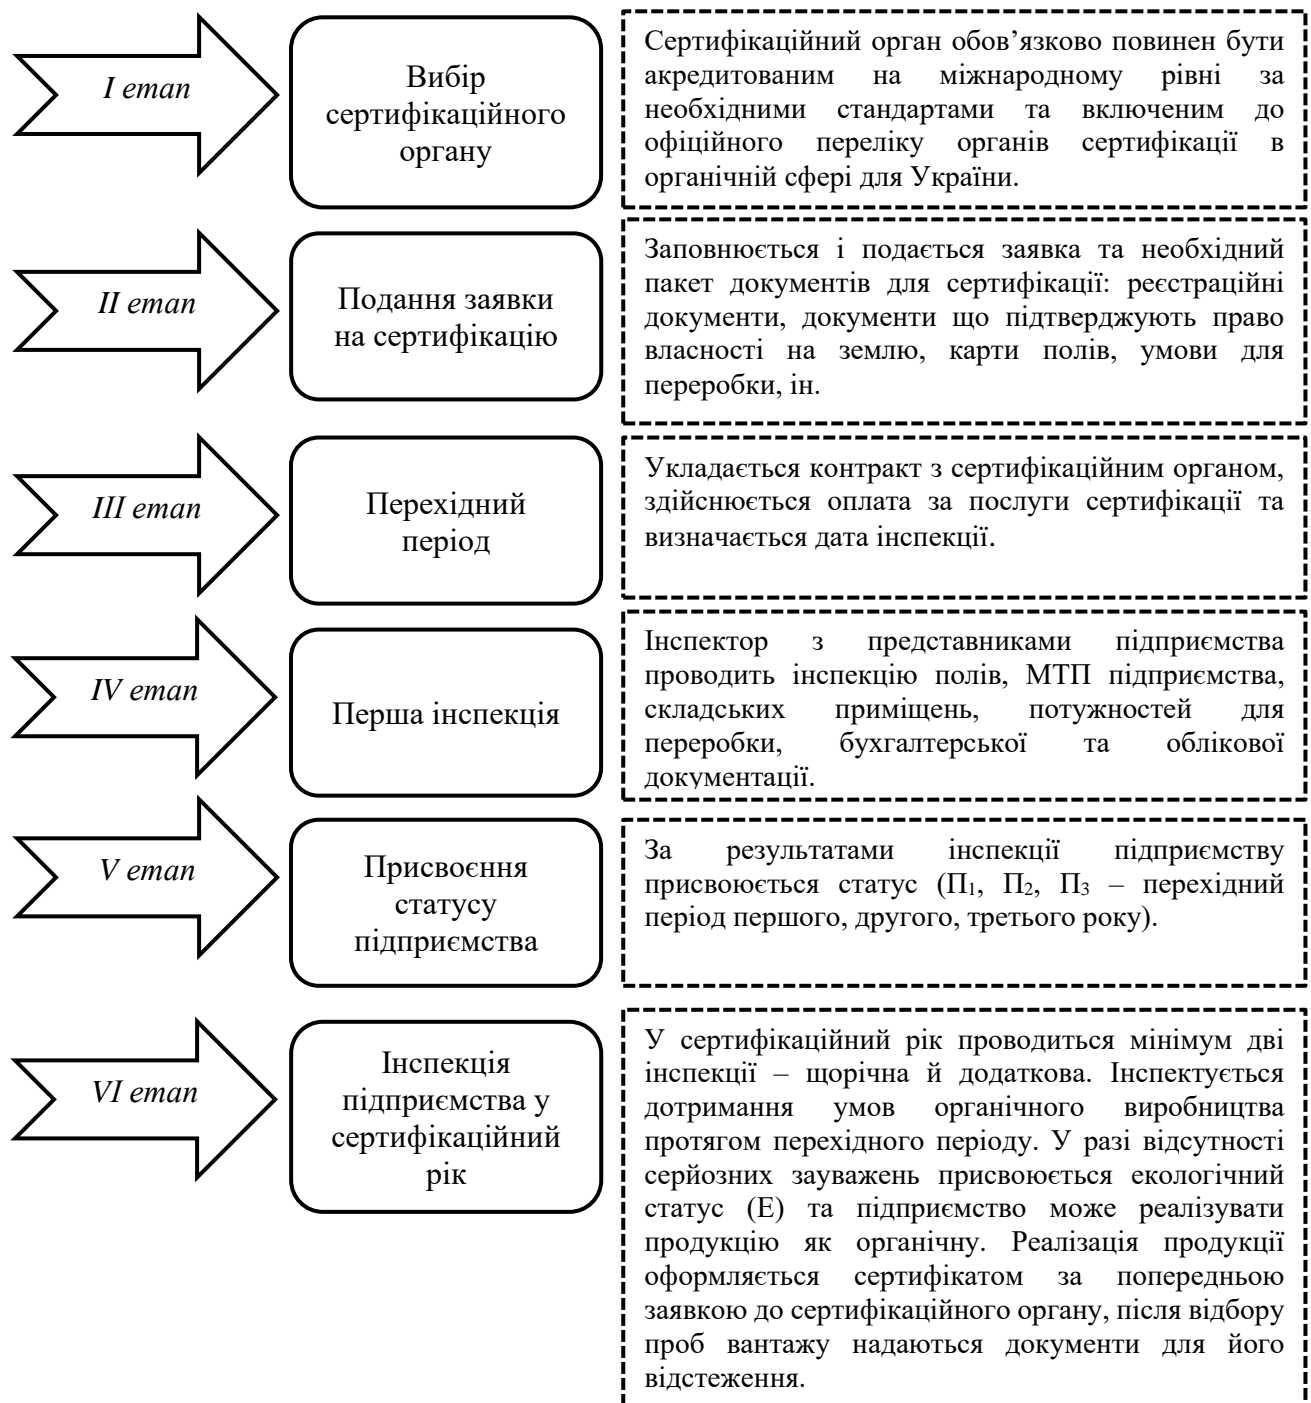 І етап
Вибір
сертифікаційного
органу
Сертифікаційний орган обов’язково повинен бути
акредитованим на міжнародному рівні за
необхідними стандартами та включеним до
офіційного переліку органів сертифікації в
органічній сфері для України.
ІІ етап
Подання заявки
на сертифікацію
Заповнюється і подається заявка та необхідний
пакет документів для сертифікації: реєстраційні
документи, документи що підтверджують право
власності на землю, карти полів, умови для
переробки, ін.
ІІІ етап
Перехідний
період
Укладається контракт з сертифікаційним органом,
здійснюється оплата за послуги сертифікації та
визначається дата інспекції.
IV етап
Перша інспекція
Інспектор з представниками підприємства
проводить інспекцію полів, МТП підприємства,
складських приміщень, потужностей для
переробки, бухгалтерської та облікової
документації.
V етап
Присвоєння
статусу
підприємства
За результатами інспекції підприємству
присвоюється статус (П₁, П₂, П₃ – перехідний
період першого, другого, третього року).
VI етап
Інспекція
підприємства у
сертифікаційний
рік
У сертифікаційний рік проводиться мінімум дві
інспекції – щорічна й додаткова. Інспектується
дотримання умов органічного виробництва
протягом перехідного періоду. У разі відсутності
серйозних зауважень присвоюється екологічний
статус (Е) та підприємство може реалізувати
продукцію як органічну. Реалізація продукції
оформляється сертифікатом за попередньою
заявкою до сертифікаційного органу, після відбору
проб вантажу надаються документи для його
відстеження.